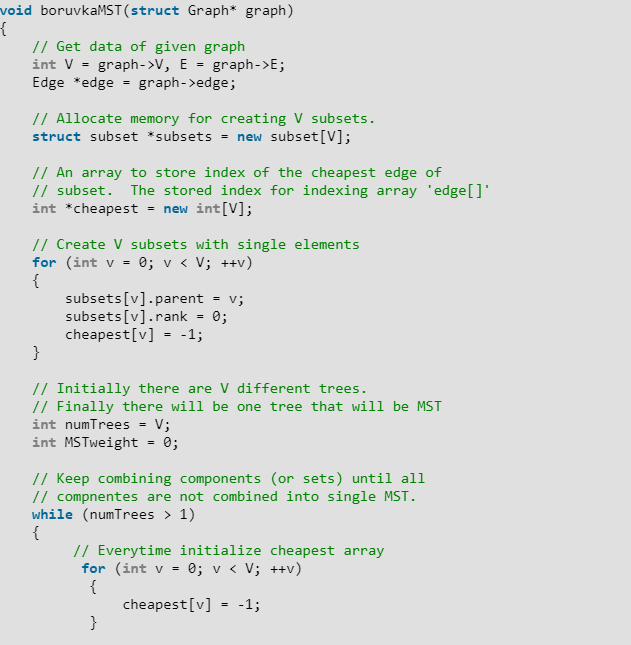 void boruvkaMST(struct Graph* graph)
{
    // Get data of given graph
    int V = graph->V, E = graph->E;
    Edge *edge = graph->edge;

    // Allocate memory for creating V subsets.
    struct subset *subsets = new subset[V];

    // An array to store index of the cheapest edge of
    // subset.  The stored index for indexing array 'edge[]'
    int *cheapest = new int[V];

    // Create V subsets with single elements
    for (int v = 0; v < V; ++v)
    {
        subsets[v].parent = v;
        subsets[v].rank = 0;
        cheapest[v] = -1;
    }

    // Initially there are V different trees.
    // Finally there will be one tree that will be MST
    int numTrees = V;
    int MSTweight = 0;

    // Keep combining components (or sets) until all
    // compnentes are not combined into single MST.
    while (numTrees > 1)
    {
         // Everytime initialize cheapest array
          for (int v = 0; v < V; ++v)
           {
               cheapest[v] = -1;
           }